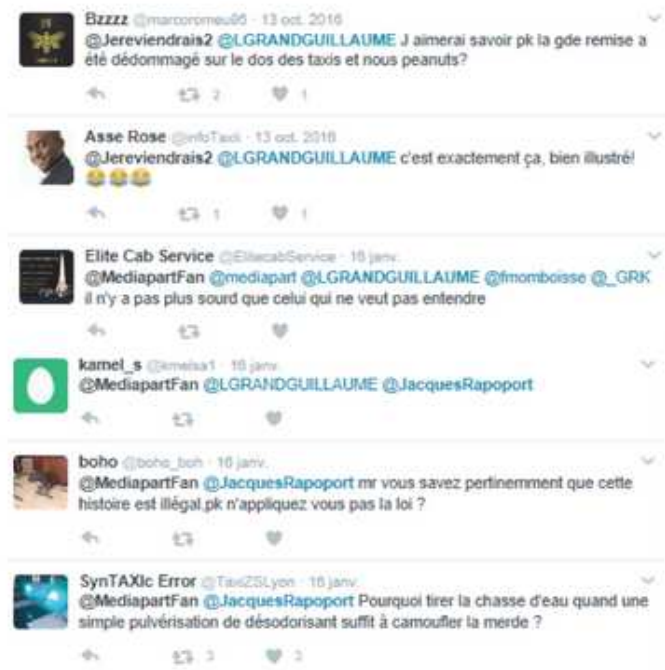 Bzzzz @marcoromeu95 · 13 oct. 2016
@Jereviendrais2 @LGRANDGUILLAUME J aimerai savoir pk la gde remise a
été dédommagé sur le dos des taxis et nous peanuts?
2 1
Asse Rose @infoTaxii · 13 oct. 2016
@Jereviendrais2 @LGRANDGUILLAUME c'est exactement ça, bien illustré!
😂😂😂
1 1
Elite Cab Service @ElitecabService · 16 janv.
@MediapartFan @mediapart @LGRANDGUILLAUME @fmomboisse @_GRK
il n'y a pas plus sourd que celui qui ne veut pas entendre
kamel_s · 16 janv.
@MediapartFan @LGRANDGUILLAUME @JacquesRapoport
boho @boho_boh · 16 janv.
@MediapartFan @JacquesRapoport mr vous savez pertinemment que cette
histoire est illégal.pk n'appliquez vous pas la loi ?
SynTAXIc Error @TaxiZSLyon · 16 janv.
@MediapartFan @JacquesRapoport Pourquoi tirer la chasse d'eau quand une
simple pulvérisation de désodorisant suffit à camoufler la merde ?
3 3